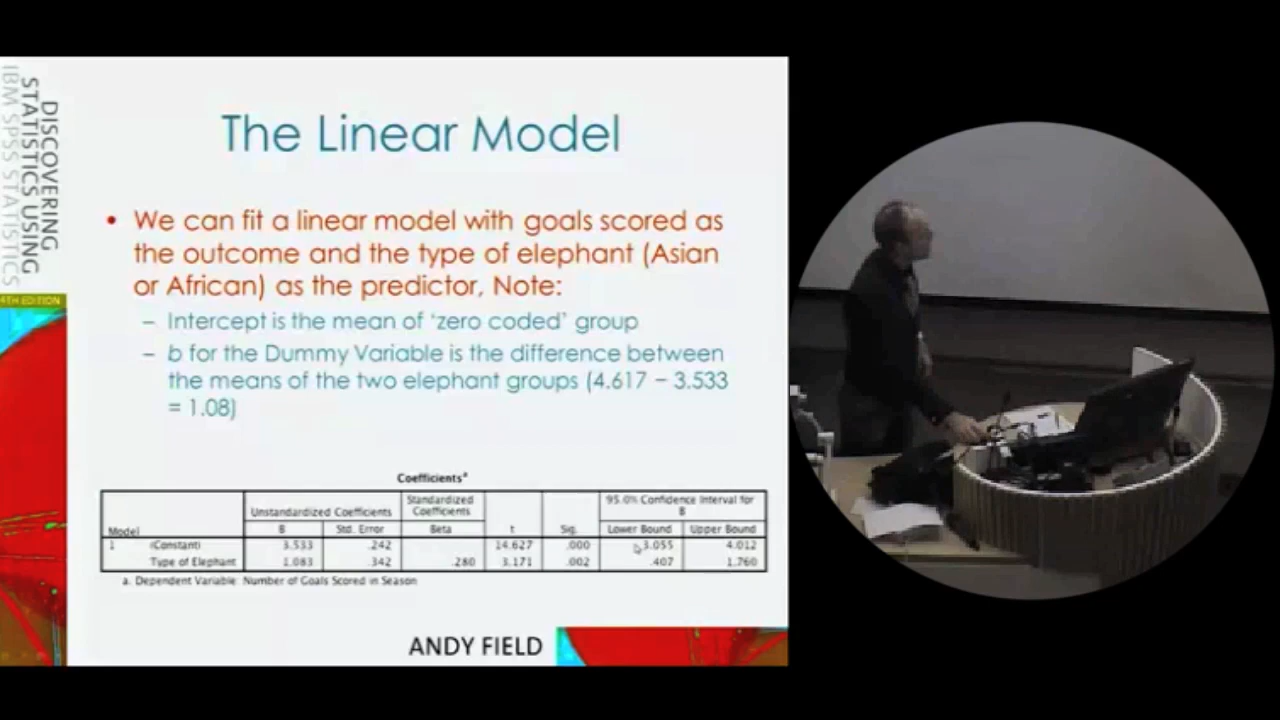 DISCOVERING
STATISTICS USING
IBM SPSS STATISTICS
4TH EDITION
The Linear Model
• We can fit a linear model with goals scored as
the outcome and the type of elephant (Asian
or African) as the predictor, Note:
– Intercept is the mean of ‘zero coded’ group
– b for the Dummy Variable is the difference between
the means of the two elephant groups (4.617 – 3.533
= 1.08)
Coefficientsa
Unstandardized Coefficients Standardized Coefficients 95.0% Confidence Interval for B
Model B Std. Error Beta t Sig. Lower Bound Upper Bound
1 (Constant) 3.533 .242 14.627 .000 3.055 4.012
Type of Elephant 1.083 .342 .280 3.171 .002 .407 1.760
a. Dependent Variable: Number of Goals Scored in Season
ANDY FIELD